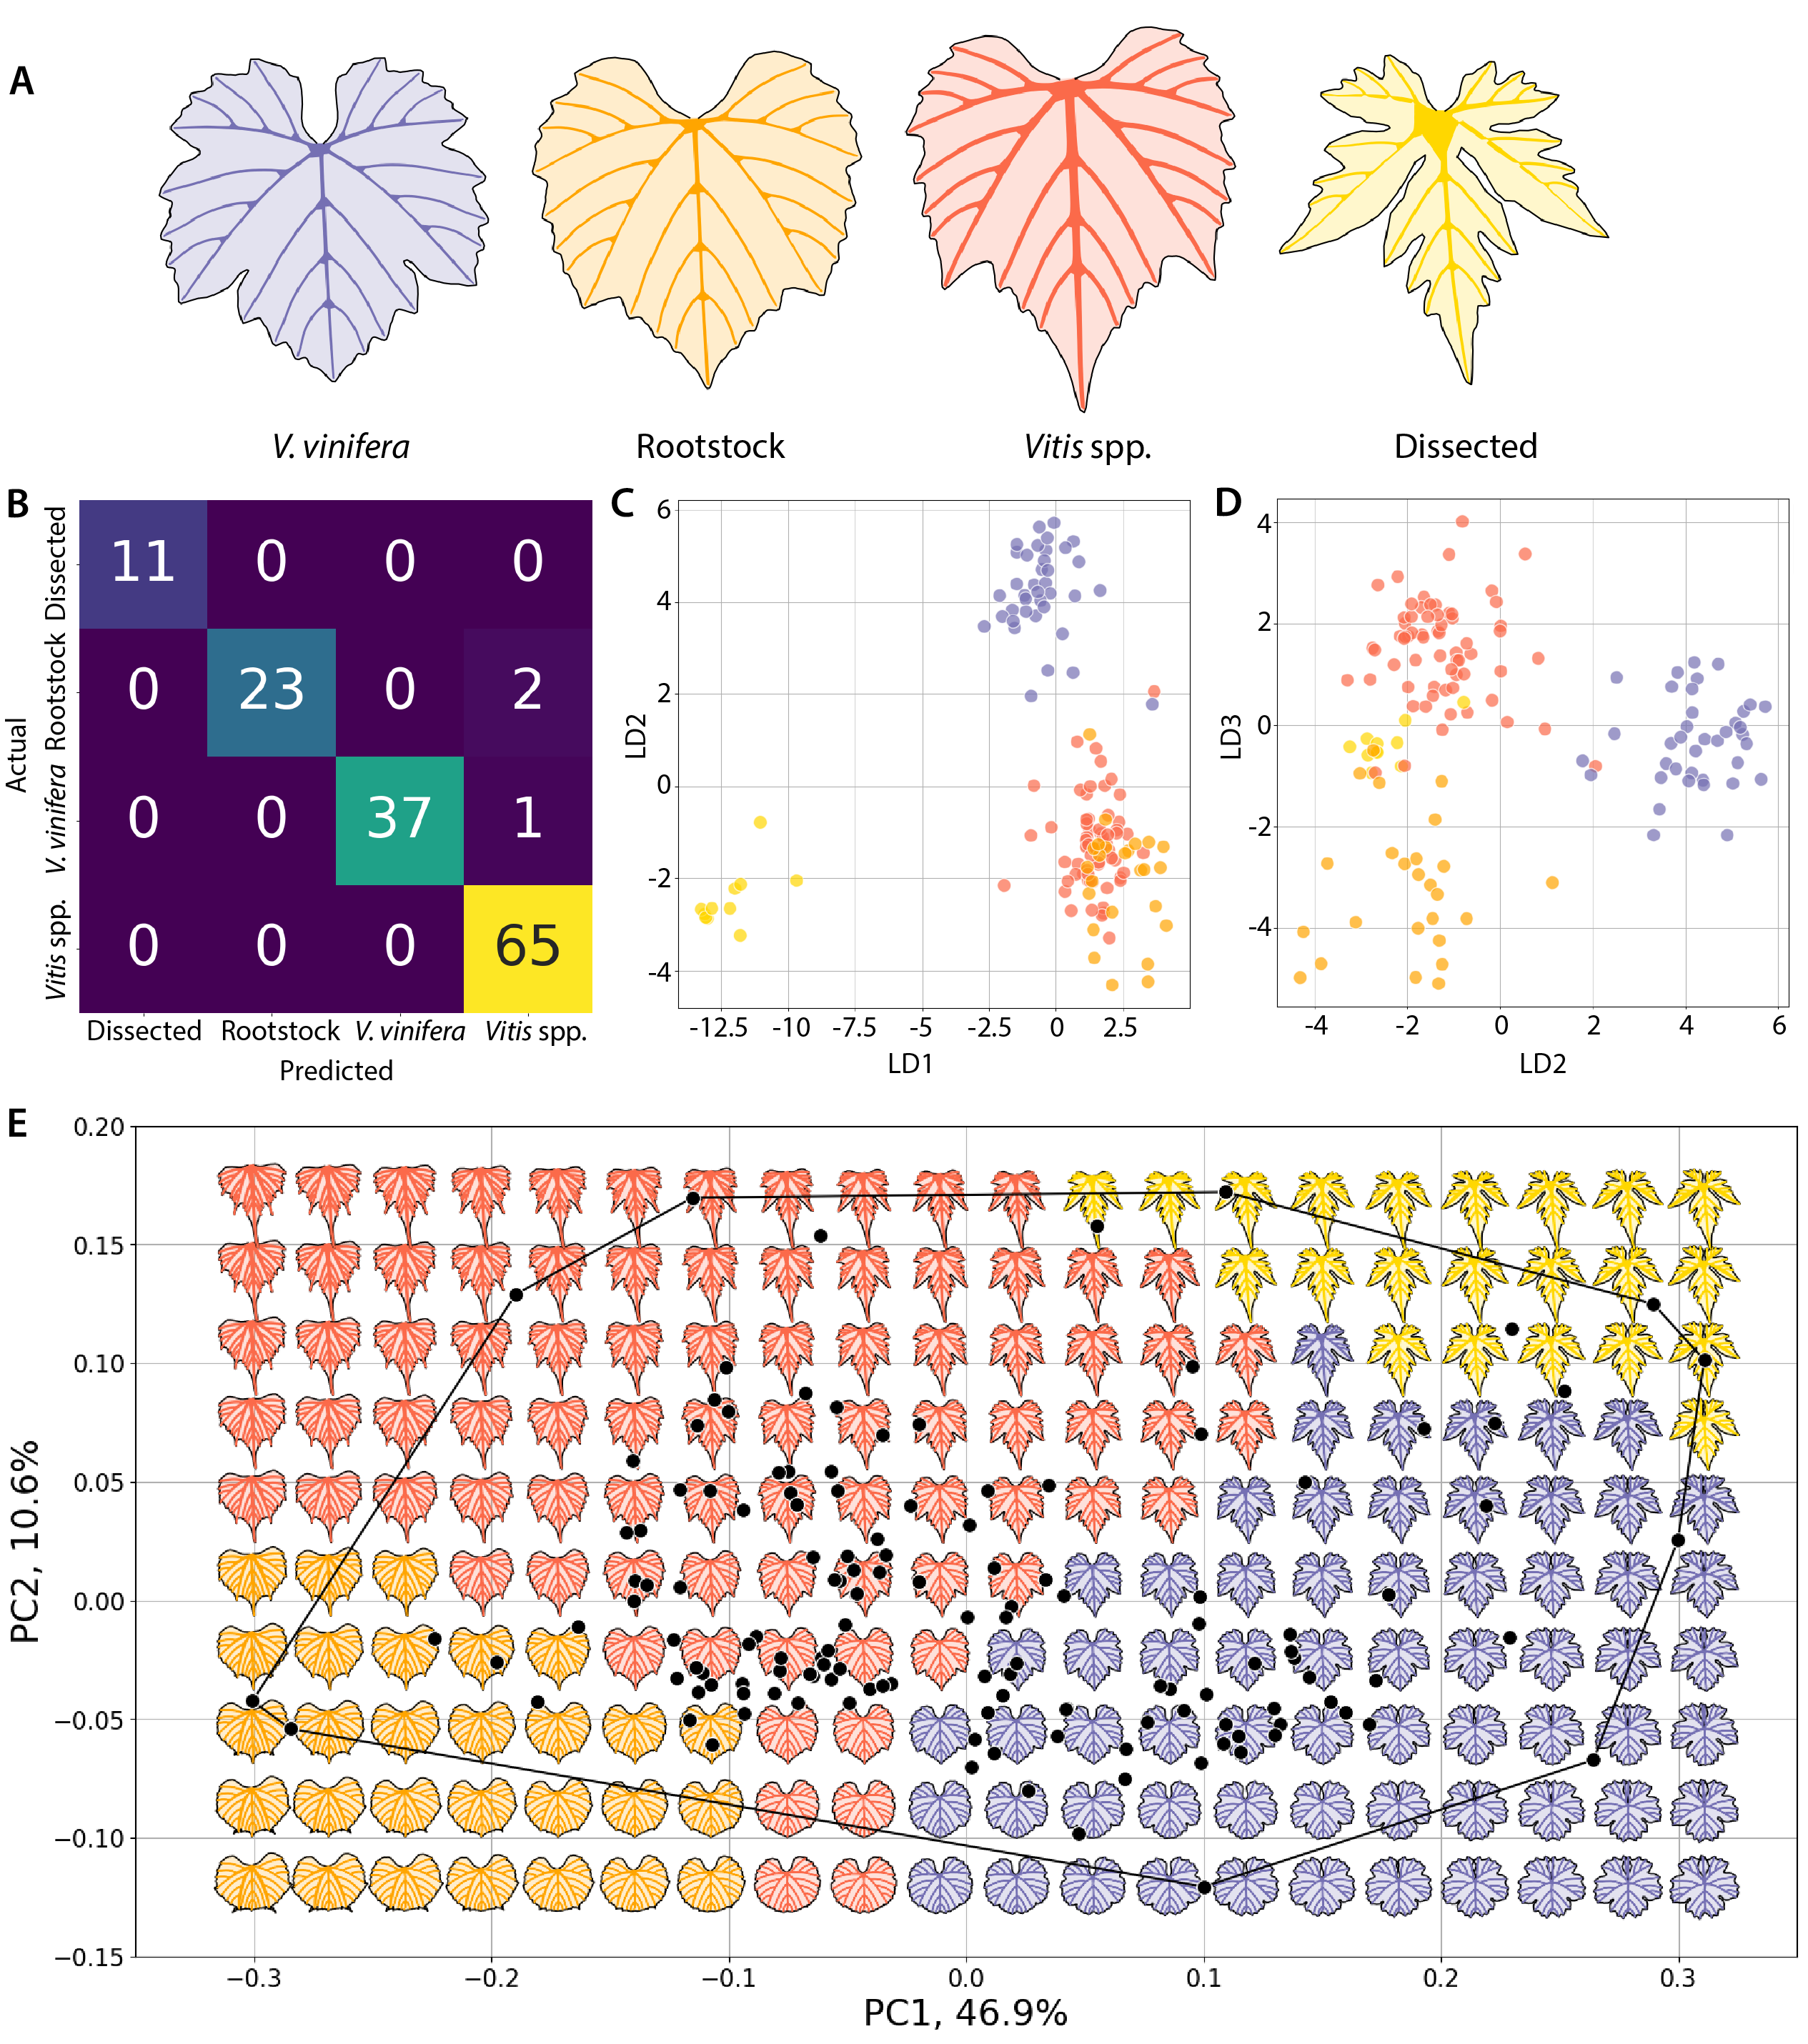 A
V. vinifera
Rootstock
Vitis spp.
Dissected
B
Actual
Dissected
Rootstock
V. vinifera
Vitis spp.
11 0 0 0
0 23 0 2
0 0 37 1
0 0 0 65
Dissected Rootstock V. vinifera Vitis spp.
Predicted
C
LD2
6
4
2
0
-2
-4
-12.5 -10 -7.5 -5 -2.5 0 2.5
LD1
D
LD3
4
2
0
-2
-4
-4 -2 0 2 4 6
LD2
E
PC2, 10.6%
0.20
0.15
0.10
0.05
0.00
−0.05
−0.10
−0.15
−0.3 −0.2 −0.1 0.0 0.1 0.2 0.3
PC1, 46.9%